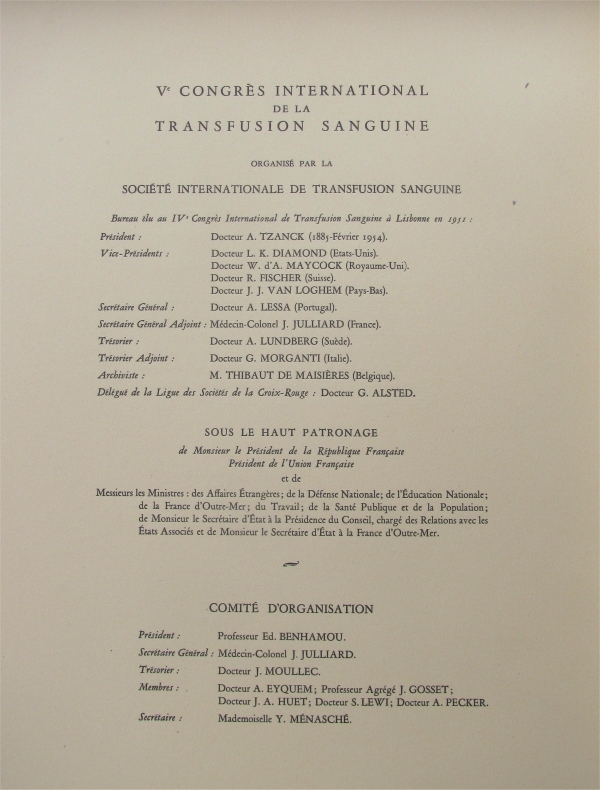 Ve CONGRÈS INTERNATIONAL
DE LA
TRANSFUSION SANGUINE
ORGANISÉ PAR LA
SOCIÉTÉ INTERNATIONALE DE TRANSFUSION SANGUINE
Bureau élu au IVe Congrès International de Transfusion Sanguine à Lisbonne en 1951 :
Président : Docteur A. TZANCK (1885-Février 1954).
Vice-Présidents : Docteur L. K. DIAMOND (États-Unis).
Docteur W. d'A. MAYCOCK (Royaume-Uni).
Docteur R. FISCHER (Suisse).
Docteur J. J. VAN LOGHEM (Pays-Bas).
Secrétaire Général : Docteur A. LESSA (Portugal).
Secrétaire Général Adjoint : Médecin-Colonel J. JULLIARD (France).
Trésorier : Docteur A. LUNDBERG (Suède).
Trésorier Adjoint : Docteur G. MORGANTI (Italie).
Archiviste : M. THIBAUT DE MAISIÈRES (Belgique).
Délégué de la Ligue des Sociétés de la Croix-Rouge : Docteur G. ALSTED.
SOUS LE HAUT PATRONAGE
de Monsieur le Président de la République Française
Président de l'Union Française
et de
Messieurs les Ministres : des Affaires Étrangères; de la Défense Nationale; de l'Éducation Nationale;
de la France d'Outre-Mer; du Travail; de la Santé Publique et de la Population;
de Monsieur le Secrétaire d'État à la Présidence du Conseil, chargé des Relations avec les
États Associés et de Monsieur le Secrétaire d'État à la France d'Outre-Mer.
COMITÉ D'ORGANISATION
Président : Professeur Ed. BENHAMOU.
Secrétaire Général : Médecin-Colonel J. JULLIARD.
Trésorier : Docteur J. MOULLEC.
Membres : Docteur A. EYQUEM; Professeur Agrégé J. GOSSET;
Docteur J. A. HUET; Docteur S. LEWI; Docteur A. PECKER.
Secrétaire : Mademoiselle Y. MÉNASCHÉ.